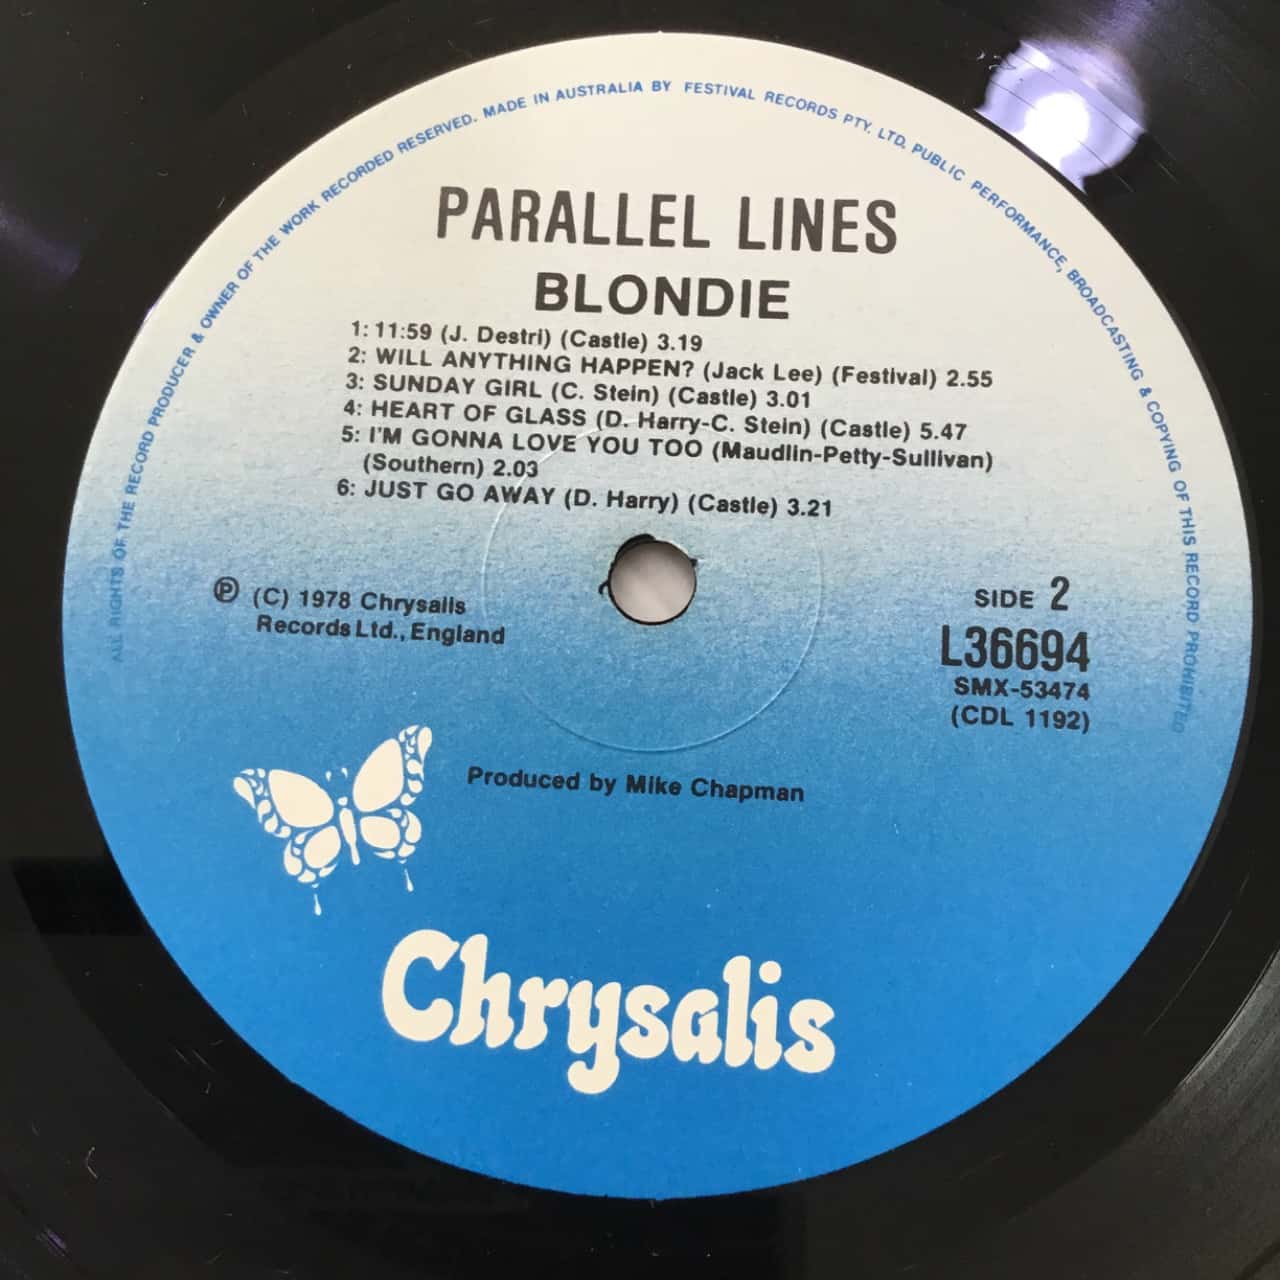 ALL RIGHTS OF THE RECORD PRODUCER & OWNER OF THE WORK RECORDED RESERVED. MADE IN AUSTRALIA BY FESTIVAL RECORDS PTY. LTD. PUBLIC PERFORMANCE, BROADCASTING & COPYING OF THIS RECORD PROHIBITED
PARALLEL LINES
BLONDIE
1: 11:59 (J. Destri) (Castle) 3.19
2: WILL ANYTHING HAPPEN? (Jack Lee) (Festival) 2.55
3: SUNDAY GIRL (C. Stein) (Castle) 3.01
4: HEART OF GLASS (D. Harry-C. Stein) (Castle) 5.47
5: I'M GONNA LOVE YOU TOO (Maudlin-Petty-Sullivan)
(Southern) 2.03
6: JUST GO AWAY (D. Harry) (Castle) 3.21
℗ (C) 1978 Chrysalis
Records Ltd., England
SIDE 2
L36694
SMX-53474
(CDL 1192)
Produced by Mike Chapman
Chrysalis